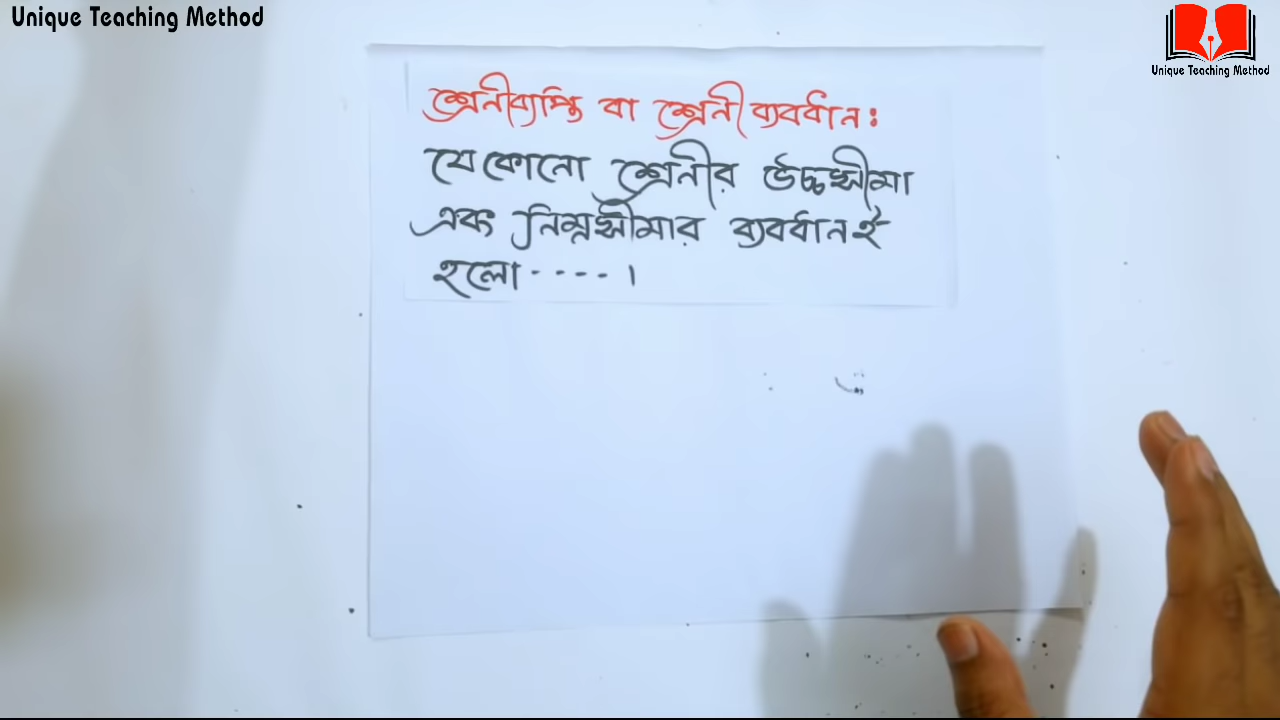 Unique Teaching Method
Unique Teaching Method
শ্রেনীব্যাপ্তি বা শ্রেনী ব্যবধান:
যেকোনো শ্রেনীর উচ্চসীমা
এবং নিম্নসীমার ব্যবধানই
হলো ----।